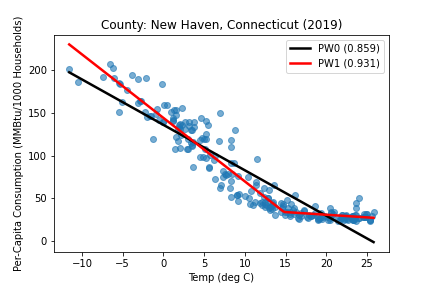 County: New Haven, Connecticut (2019)
PW0 (0.859)
PW1 (0.931)
Per-Capita Consumption (MMBtu/1000 Households)
200
150
100
50
0
−10 −5 0 5 10 15 20 25
Temp (deg C)